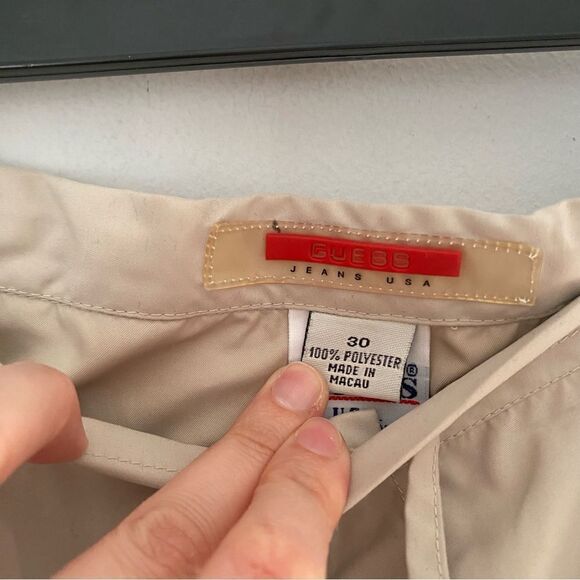 GUESS
JEANS USA
30
100% POLYESTER
MADE IN
MACAU
S®